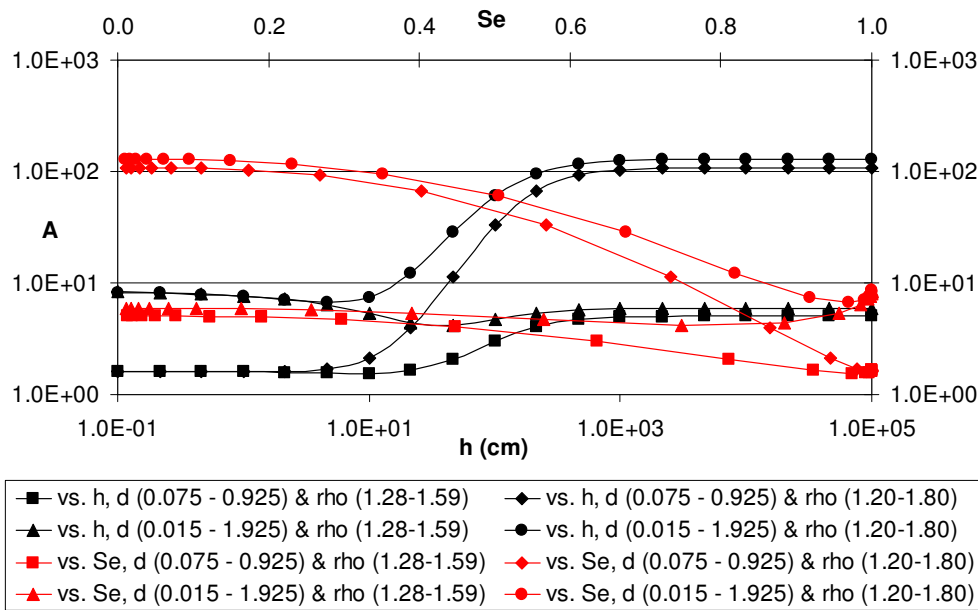 0.0 0.2 0.4 Se 0.6 0.8 1.0
1.0E+03 1.0E+03
1.0E+02 1.0E+02
A
1.0E+01 1.0E+01
1.0E+00 1.0E+00
1.0E-01 1.0E+01 1.0E+03 1.0E+05
h (cm)
vs. h, d (0.075 - 0.925) & rho (1.28-1.59) vs. h, d (0.075 - 0.925) & rho (1.20-1.80)
vs. h, d (0.015 - 1.925) & rho (1.28-1.59) vs. h, d (0.015 - 1.925) & rho (1.20-1.80)
vs. Se, d (0.075 - 0.925) & rho (1.28-1.59) vs. Se, d (0.075 - 0.925) & rho (1.20-1.80)
vs. Se, d (0.015 - 1.925) & rho (1.28-1.59) vs. Se, d (0.015 - 1.925) & rho (1.20-1.80)